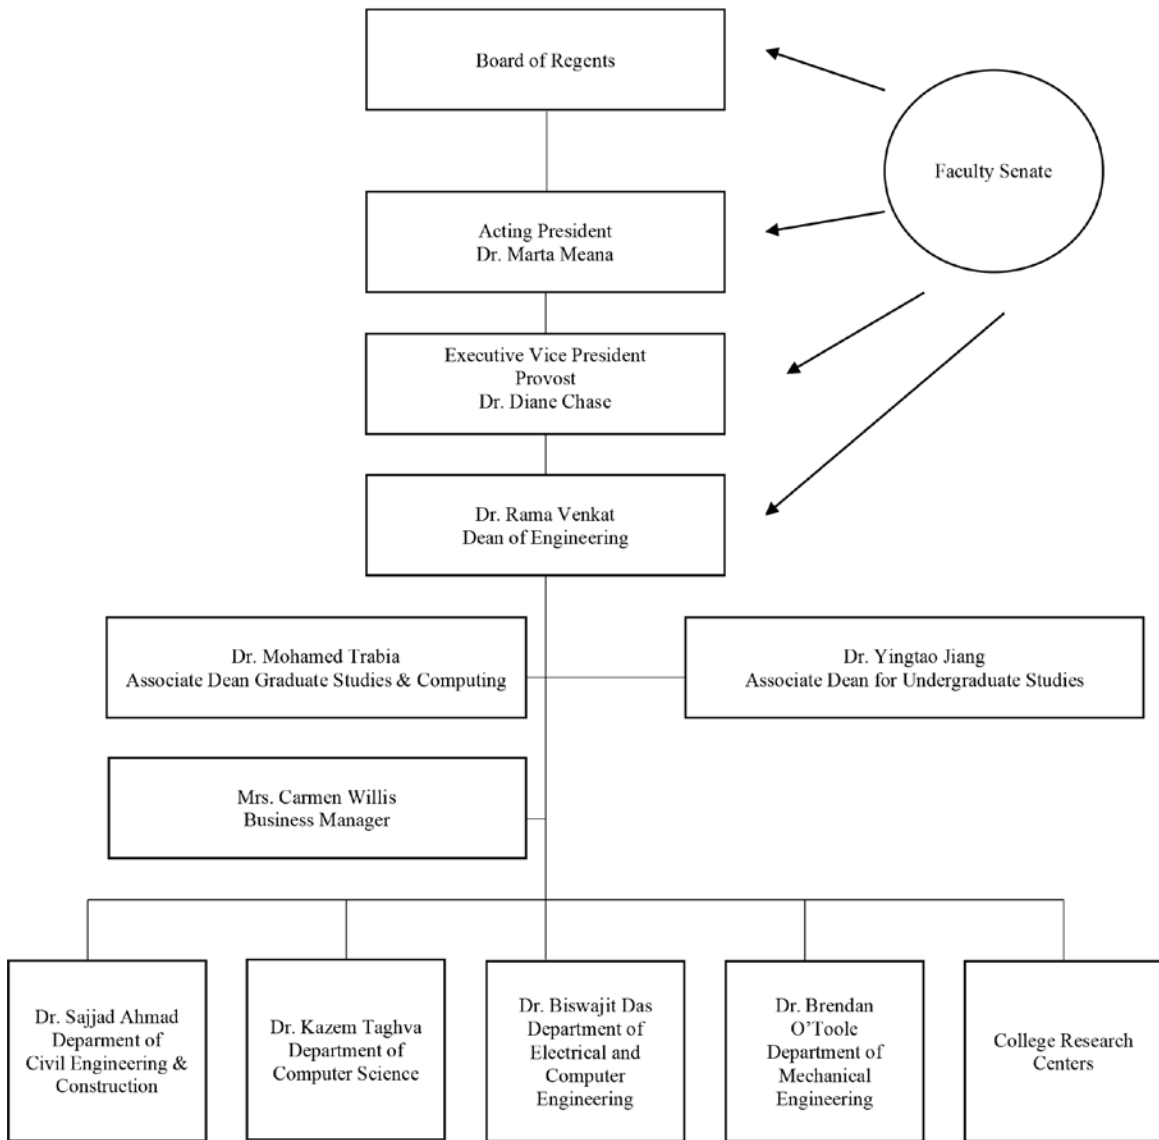 Board of Regents
Faculty Senate
Acting President
Dr. Marta Meana
Executive Vice President
Provost
Dr. Diane Chase
Dr. Rama Venkat
Dean of Engineering
Dr. Mohamed Trabia
Associate Dean Graduate Studies & Computing
Dr. Yingtao Jiang
Associate Dean for Undergraduate Studies
Mrs. Carmen Willis
Business Manager
Dr. Sajjad Ahmad
Deparment of
Civil Engineering &
Construction
Dr. Kazem Taghva
Department of
Computer Science
Dr. Biswajit Das
Department of
Electrical and
Computer
Engineering
Dr. Brendan
O'Toole
Department of
Mechanical
Engineering
College Research
Centers